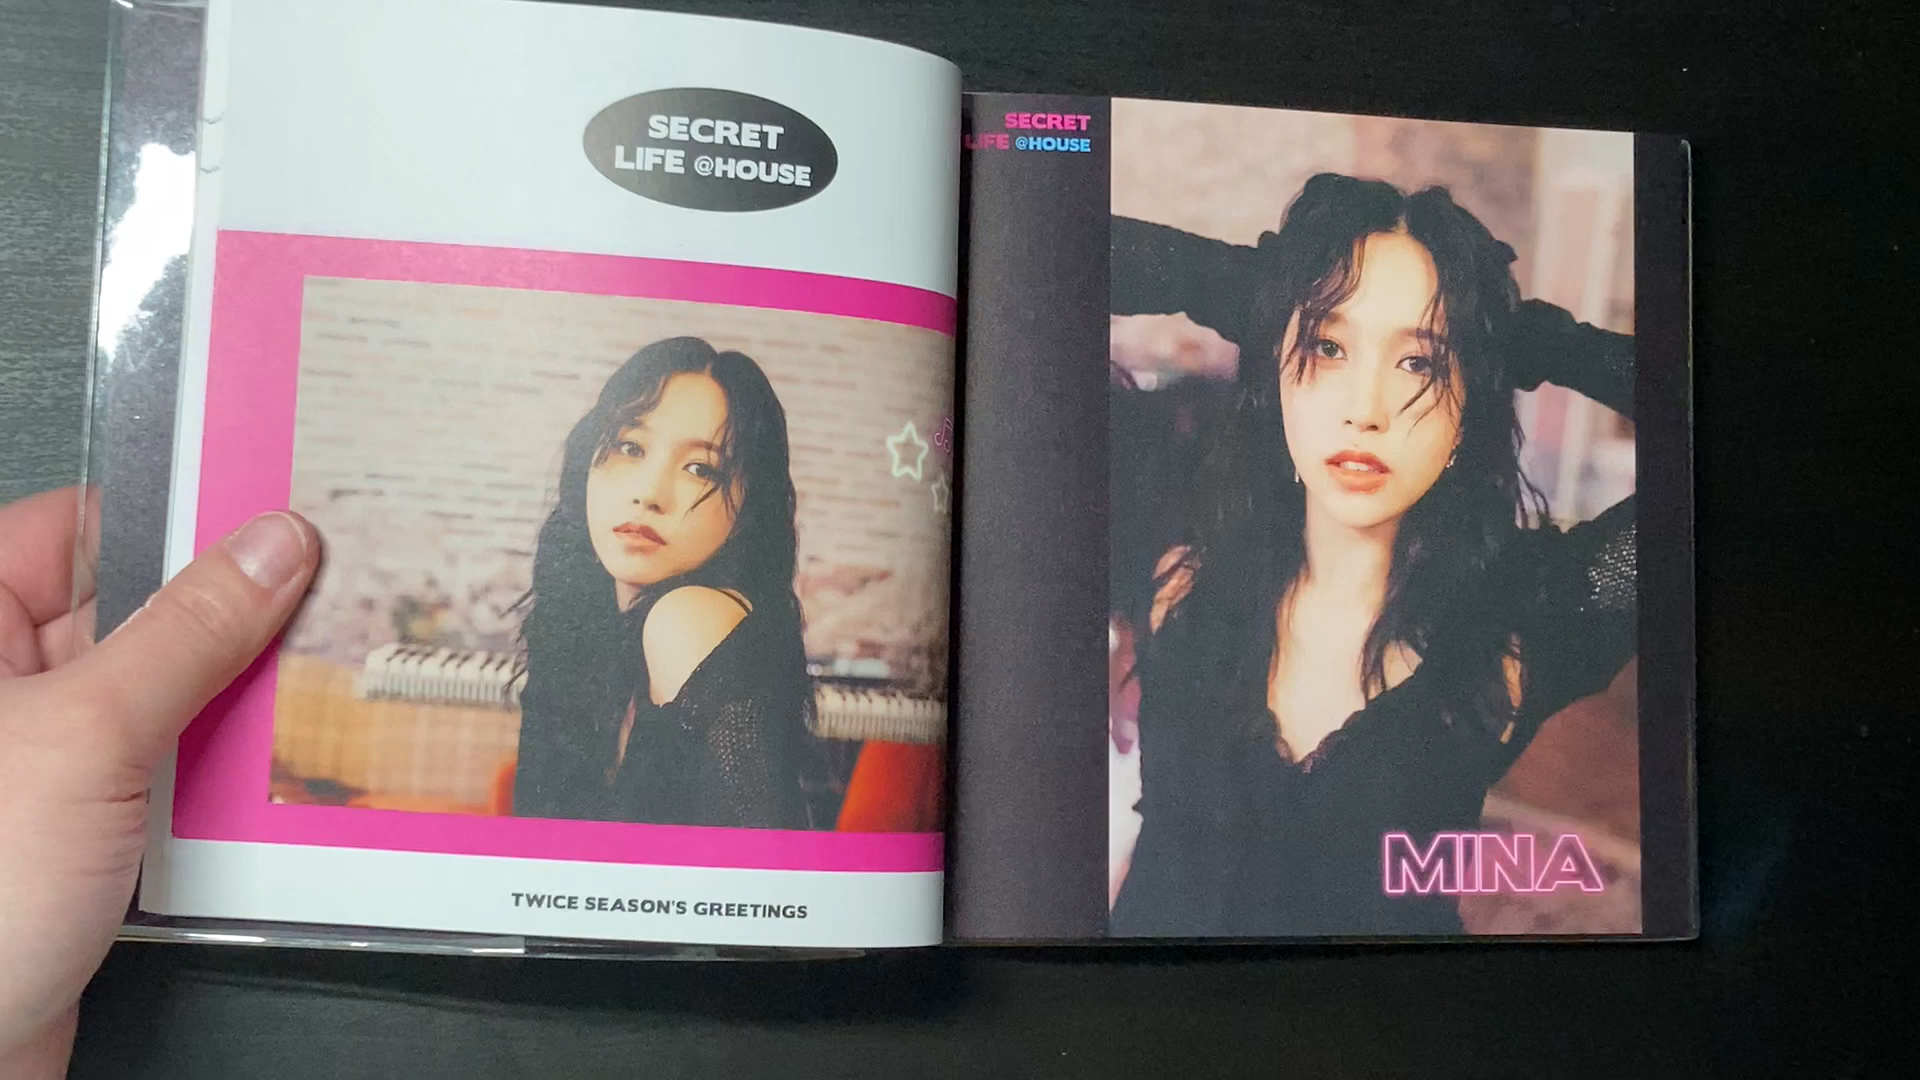 SECRET
LIFE @HOUSE
TWICE SEASON'S GREETINGS
SECRET
LIFE @HOUSE
MINA